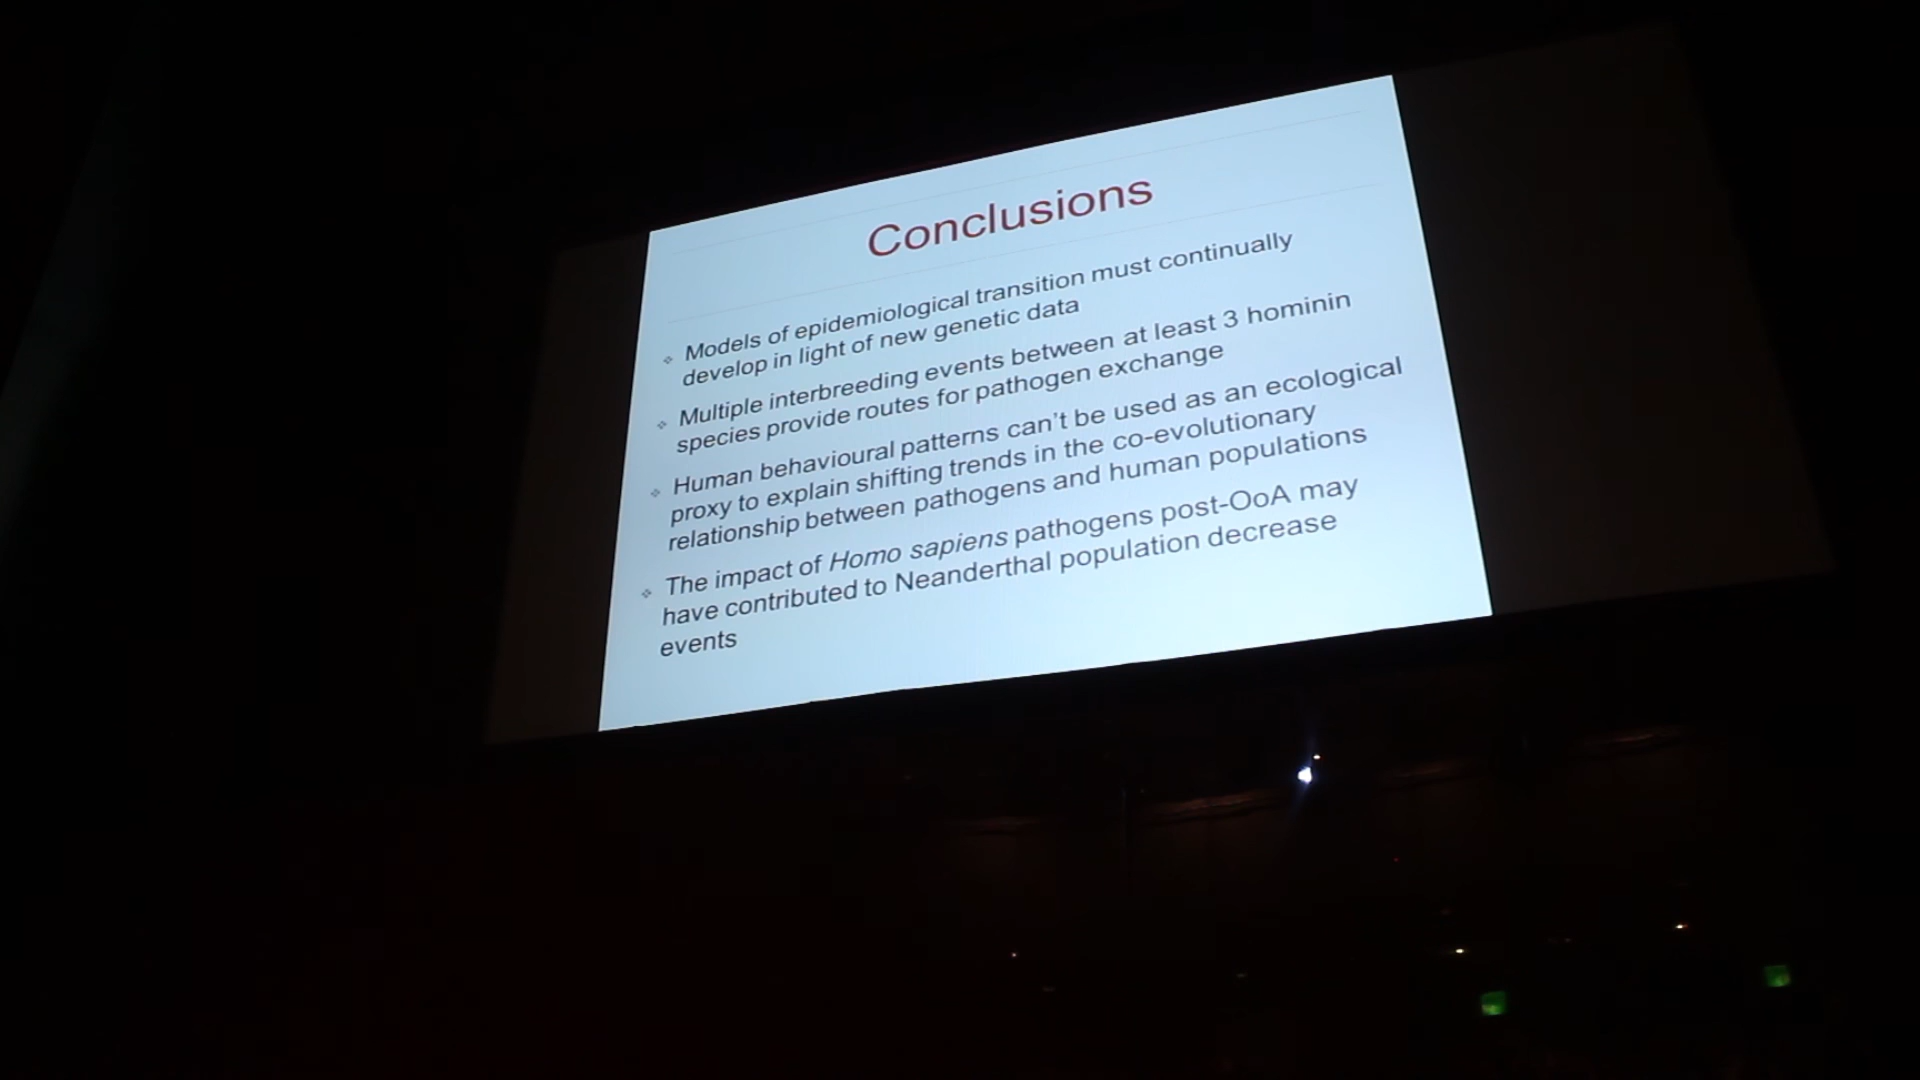 Conclusions
Models of epidemiological transition must continually
develop in light of new genetic data
Multiple interbreeding events between at least 3 hominin
species provide routes for pathogen exchange
Human behavioural patterns can't be used as an ecological
proxy to explain shifting trends in the co-evolutionary
relationship between pathogens and human populations
The impact of Homo sapiens pathogens post-OoA may
have contributed to Neanderthal population decrease
events